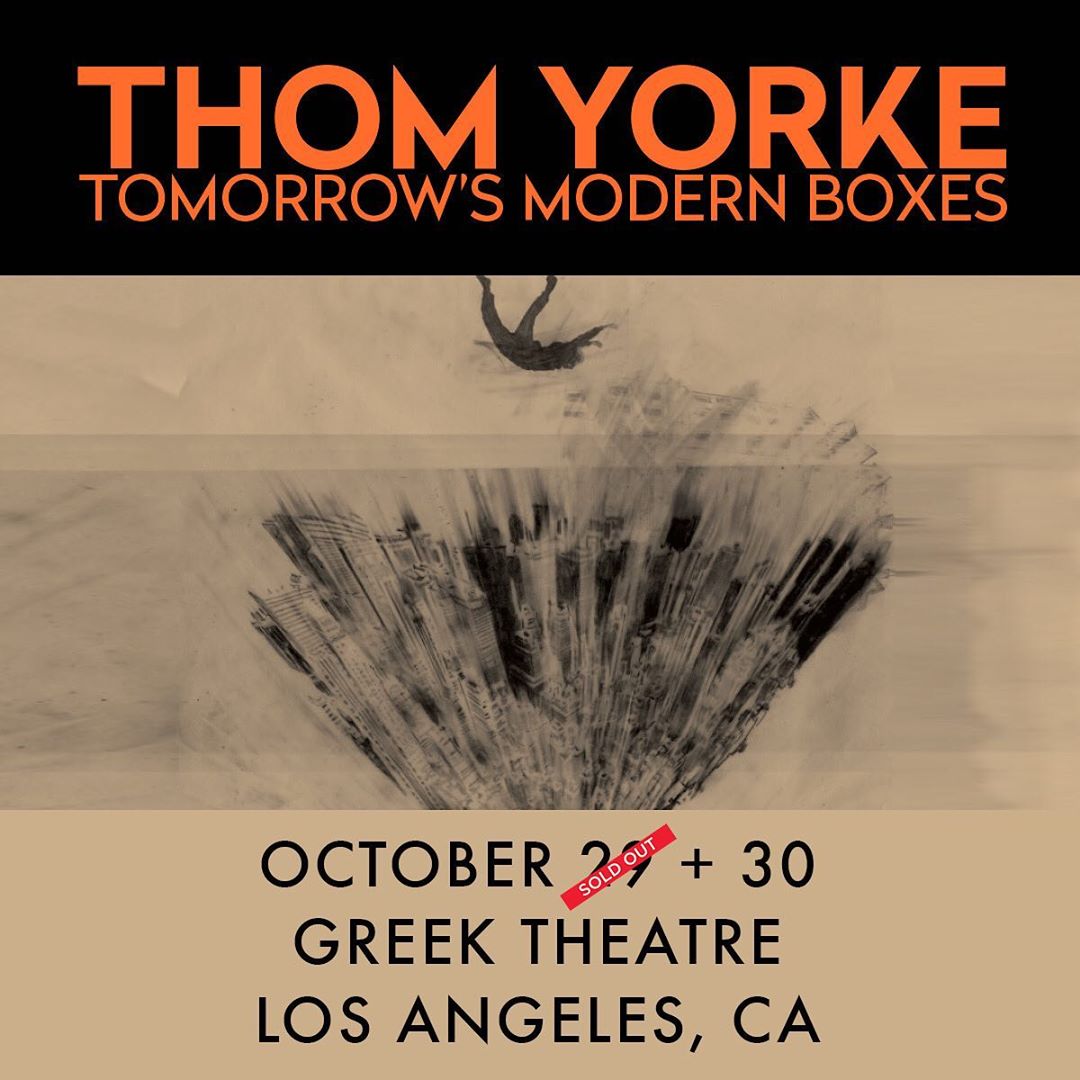 THOM YORKE
TOMORROW'S MODERN BOXES
OCTOBER 29 + 30
SOLD OUT
GREEK THEATRE
LOS ANGELES, CA